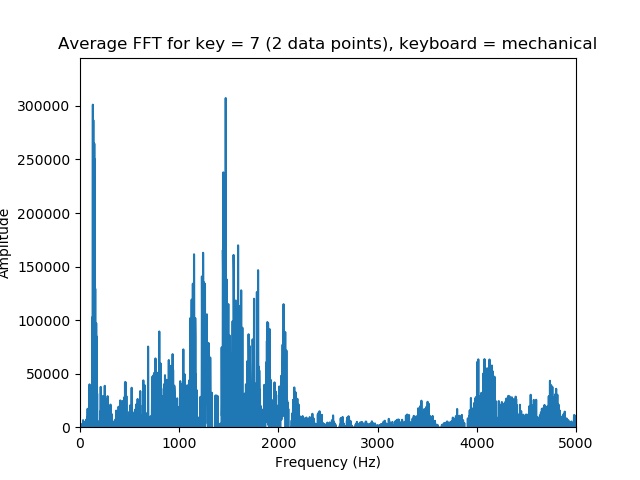 Average FFT for key = 7 (2 data points), keyboard = mechanical
300000
250000
200000
150000
100000
50000
0
Amplitude
0 1000 2000 3000 4000 5000
Frequency (Hz)